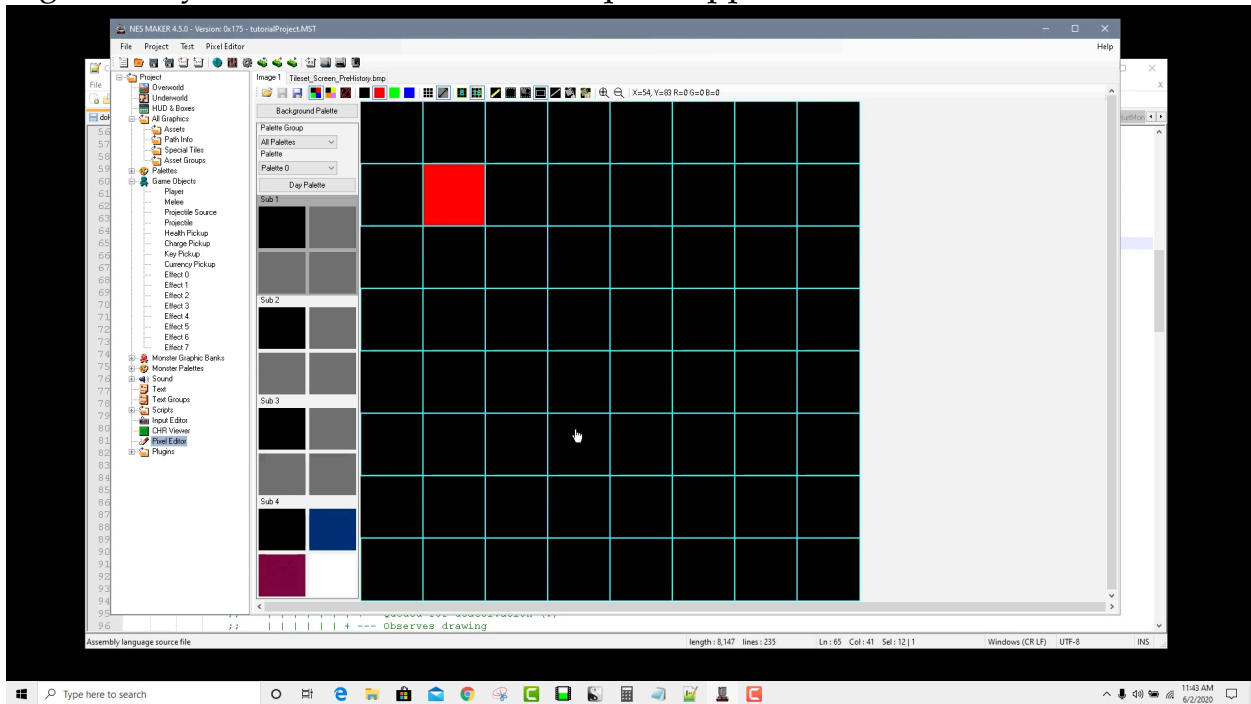 NES MAKER 4.5.0 - Version: 0x175 - tutorialProject.MST
File Project Test Pixel Editor Help
Image 1 Tileset_Screen_PreHistory.bmp
X=54, Y=83 R=0 G=0 B=0
Project
Overworld
Underworld
HUD & Boxes
All Graphics
Assets
Path Info
Special Tiles
Asset Groups
Palettes
Game Objects
Player
Melee
Projectile Source
Projectile
Health Pickup
Charge Pickup
Key Pickup
Currency Pickup
Effect 0
Effect 1
Effect 2
Effect 3
Effect 4
Effect 5
Effect 6
Effect 7
Monster Graphic Banks
Monster Palettes
Sound
Text
Text Groups
Scripts
Input Editor
CHR Viewer
Pixel Editor
Plugins
Background Palette
Palette Group
All Palettes
Palette
Palette 0
Day Palette
Sub 1
Sub 2
Sub 3
Sub 4
File
56
57
58
59
60
61
62
63
64
65
66
67
68
69
70
71
72
73
74
75
76
77
78
79
80
81
82
83
84
85
86
87
88
89
90
91
92
93
94
95
96 ;; | | | | | | + --- Observes drawing
Assembly language source file length : 8,147 lines : 235 Ln : 65 Col : 41 Sel : 12 | 1 Windows (CR LF) UTF-8 INS
Type here to search
11:43 AM
6/2/2020